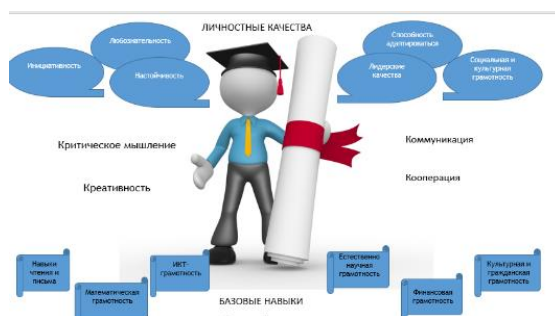 ЛИЧНОСТНЫЕ КАЧЕСТВА
Любознательность
Инициативность
Настойчивость
Способность
адаптироваться
Лидерские
качества
Социальная и
культурная
грамотность
Критическое мышление
Креативность
Коммуникация
Кооперация
Навыки
чтения и
письма
Математическая
грамотность
ИКТ-
грамотность
Естественно
научная
грамотность
Финансовая
грамотность
Культурная и
гражданская
грамотность
БАЗОВЫЕ НАВЫКИ